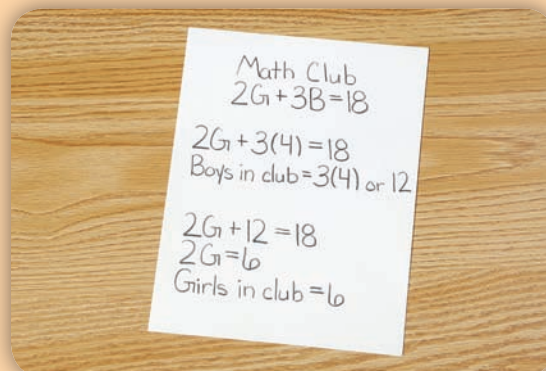 Math Club
2G+3B=18
2G+3(4)=18
Boys in club=3(4) or 12
2G+12=18
2G=6
Girls in club=6